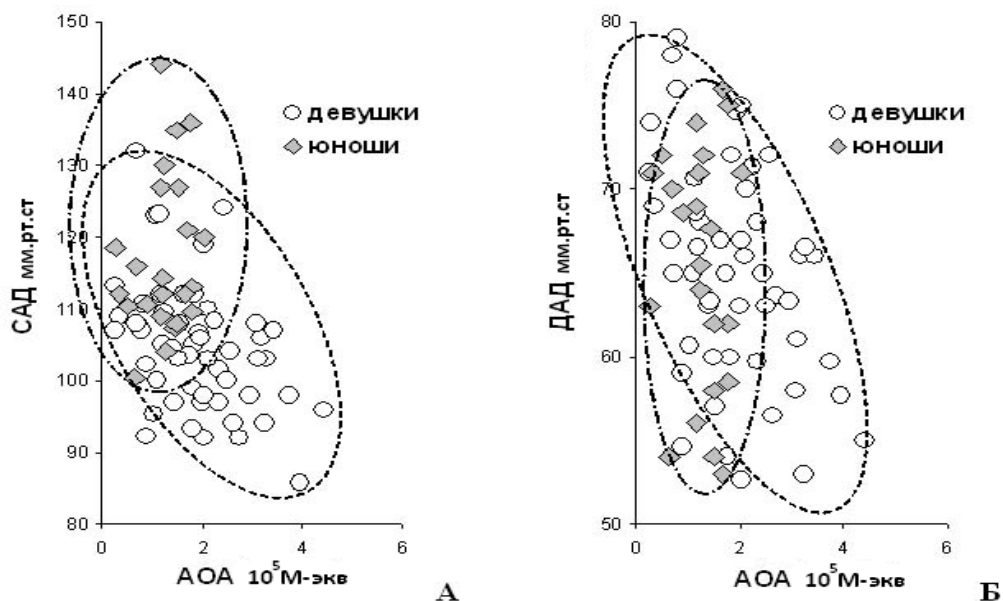 150
140
130
120
110
100
90
80
0
2
4
6
САД мм.рт.ст
АОА 10⁵М-экв
девушки
юноши
А
80
70
60
50
0
2
4
6
ДАД мм.рт.ст
АОА 10⁵М-экв
девушки
юноши
Б